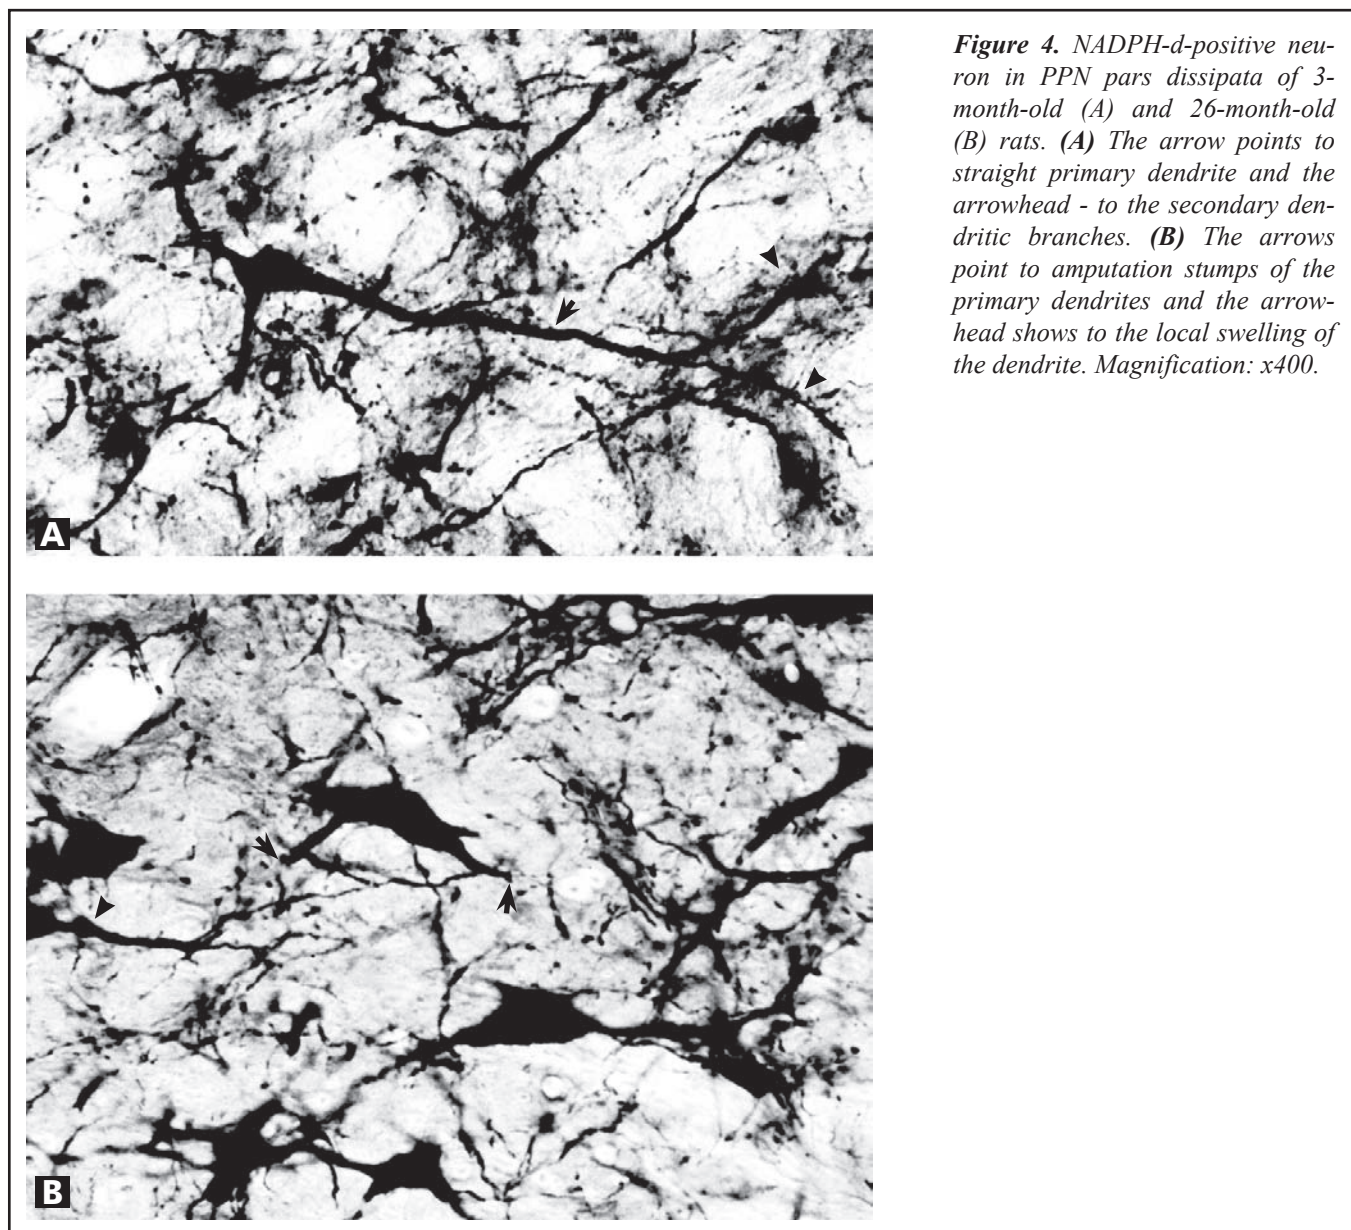 Figure 4. NADPH-d-positive neu-
ron in PPN pars dissipata of 3-
month-old (A) and 26-month-old
(B) rats. (A) The arrow points to
straight primary dendrite and the
arrowhead - to the secondary den-
dritic branches. (B) The arrows
point to amputation stumps of the
primary dendrites and the arrow-
head shows to the local swelling of
the dendrite. Magnification: x400.
A
B